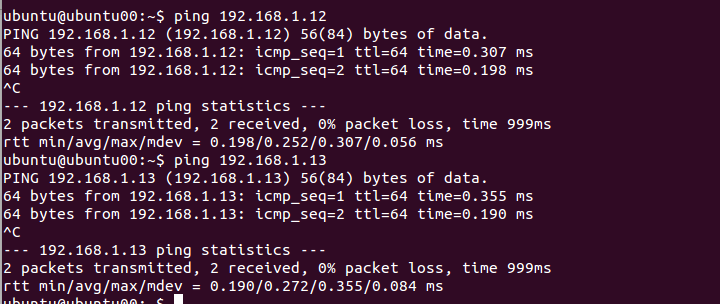 ubuntu@ubuntu00:~$ ping 192.168.1.12
PING 192.168.1.12 (192.168.1.12) 56(84) bytes of data.
64 bytes from 192.168.1.12: icmp_seq=1 ttl=64 time=0.307 ms
64 bytes from 192.168.1.12: icmp_seq=2 ttl=64 time=0.198 ms
^C
--- 192.168.1.12 ping statistics ---
2 packets transmitted, 2 received, 0% packet loss, time 999ms
rtt min/avg/max/mdev = 0.198/0.252/0.307/0.056 ms
ubuntu@ubuntu00:~$ ping 192.168.1.13
PING 192.168.1.13 (192.168.1.13) 56(84) bytes of data.
64 bytes from 192.168.1.13: icmp_seq=1 ttl=64 time=0.355 ms
64 bytes from 192.168.1.13: icmp_seq=2 ttl=64 time=0.190 ms
^C
--- 192.168.1.13 ping statistics ---
2 packets transmitted, 2 received, 0% packet loss, time 999ms
rtt min/avg/max/mdev = 0.190/0.272/0.355/0.084 ms
ubuntu@ubuntu00:~$